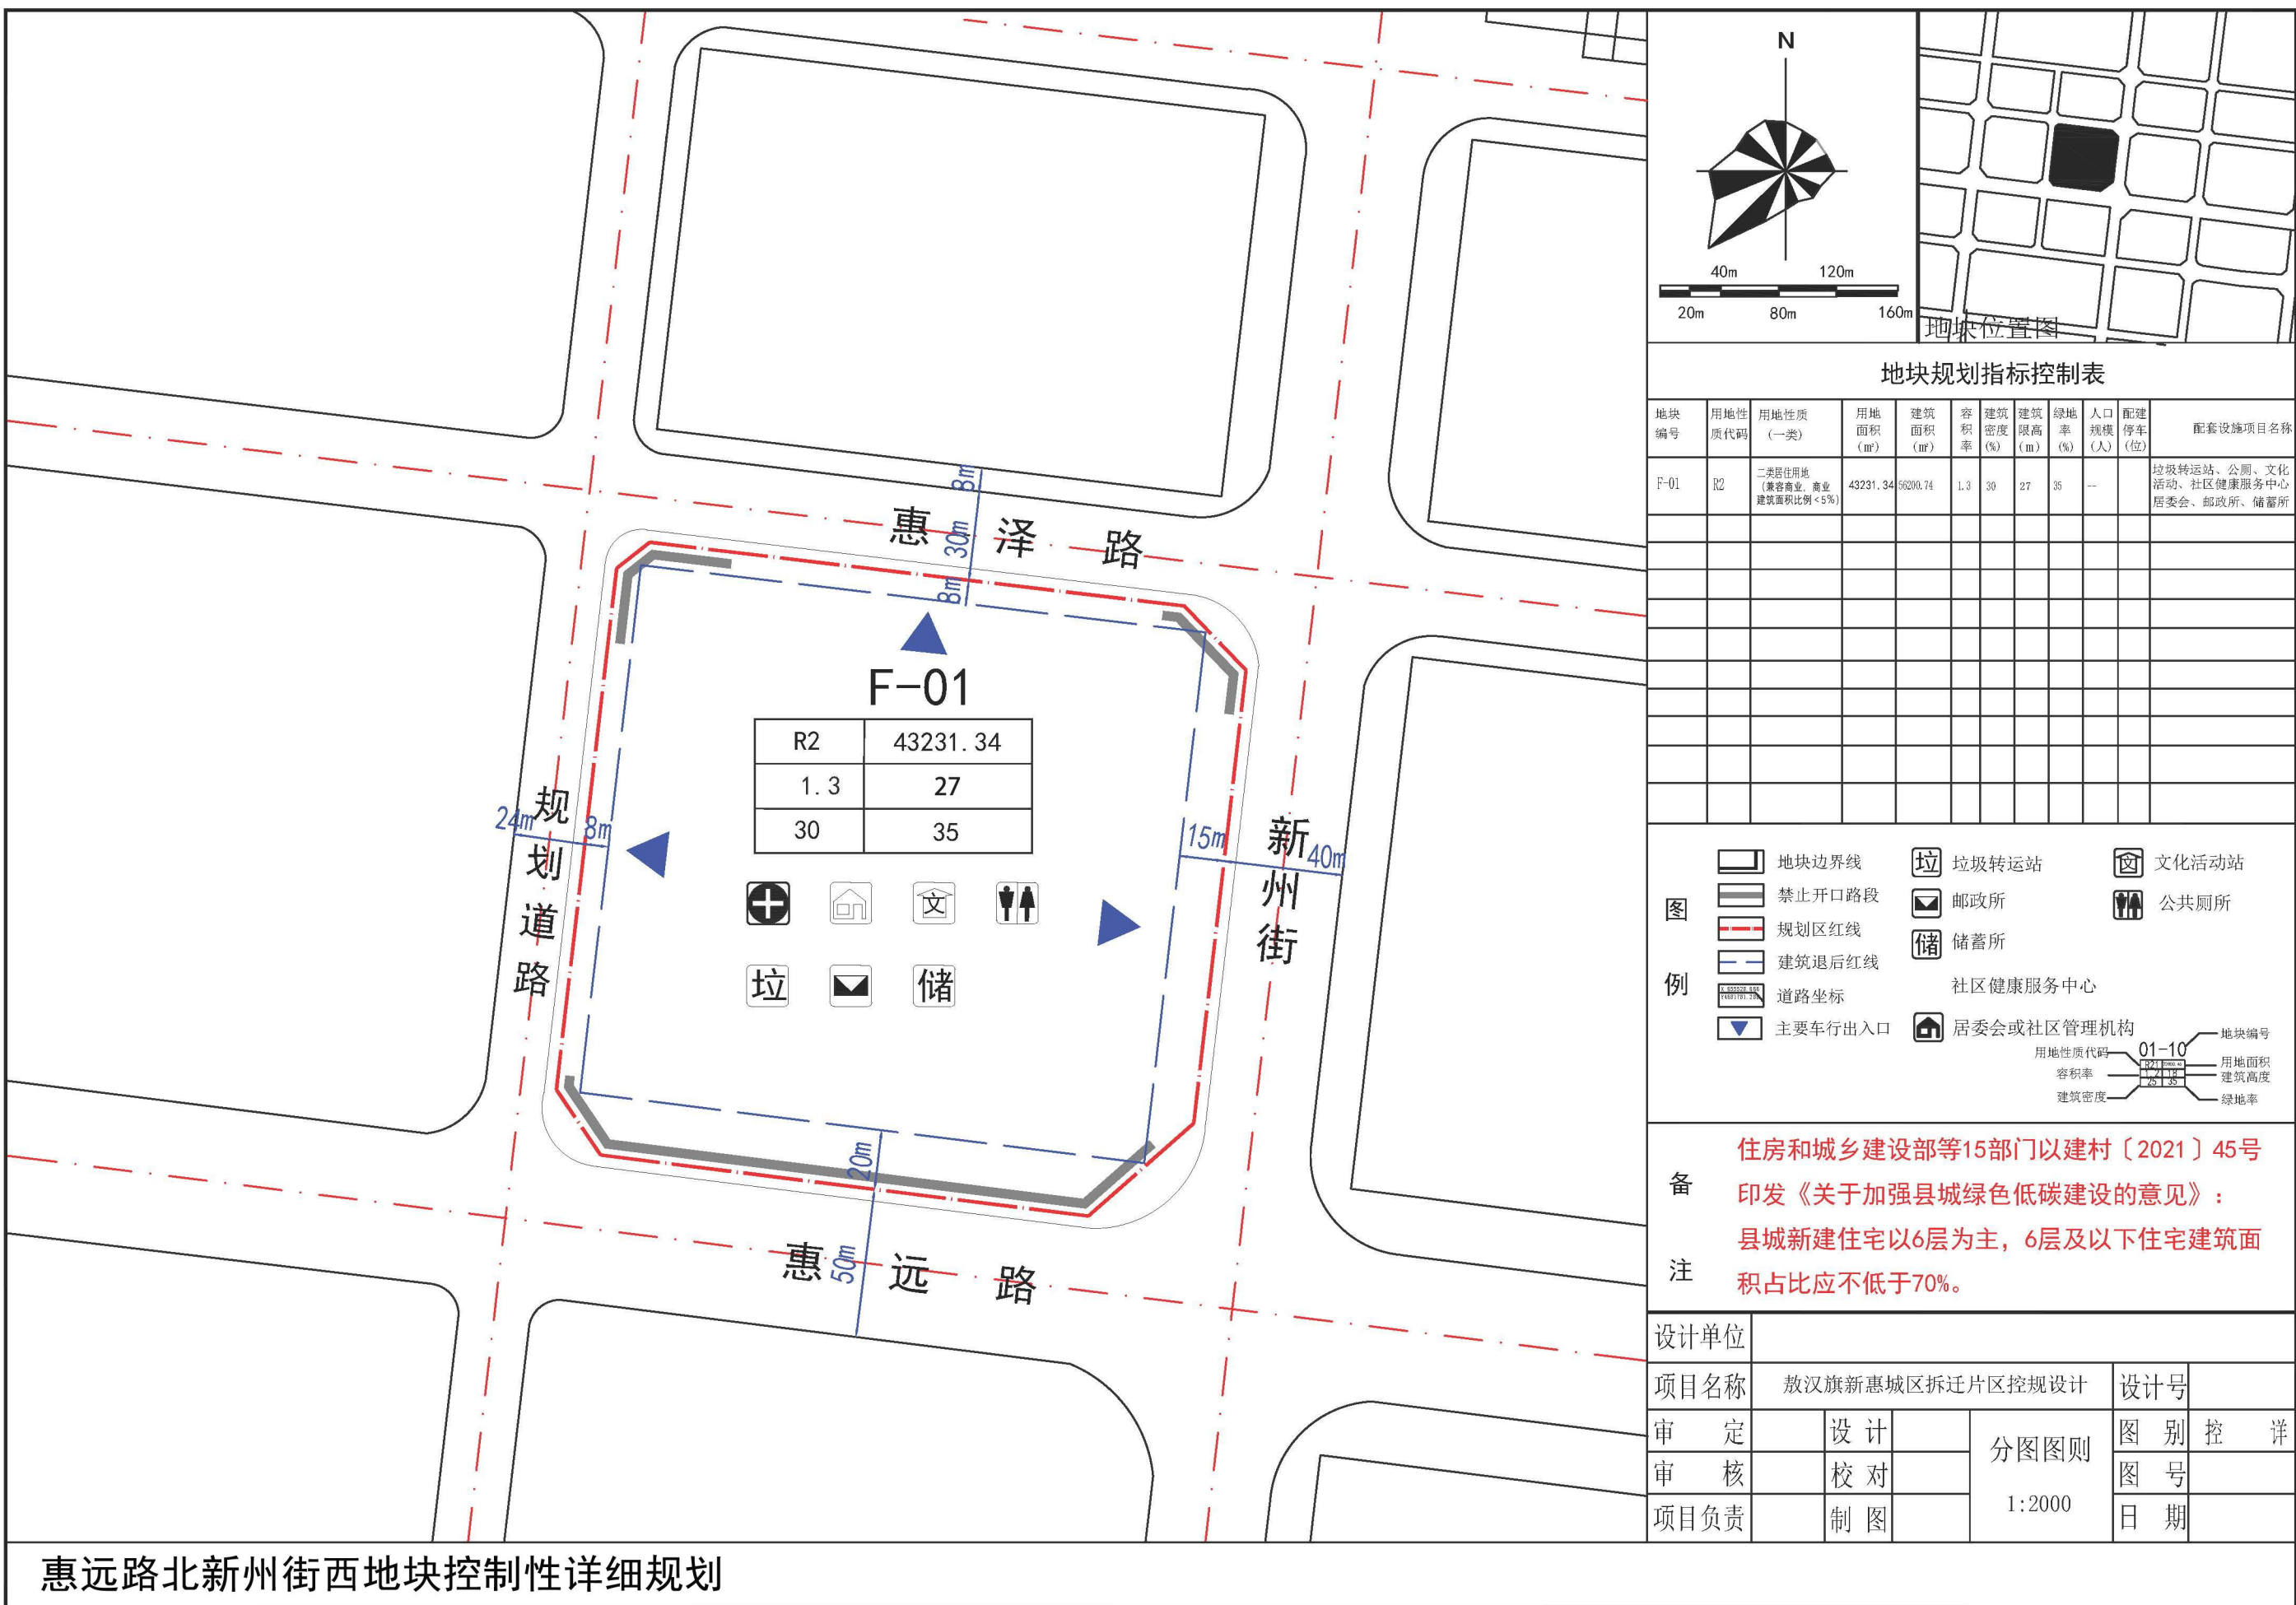 惠泽路
8m
30m
8m
F-01
R2 43231.34
1.3 27
30 35
垃 储
文
规划道路
24m
8m
新州街
15m
40m
20m
50m
惠远路
N
40m 120m
20m 80m 160m
地块位置图
地块规划指标控制表
地块编号 用地性质代码 用地性质(一类) 用地面积(㎡) 建筑面积(㎡) 容积率 建筑密度(%) 建筑限高(m) 绿地率(%) 人口规模(人) 配建停车(位) 配套设施项目名称
F-01 R2 二类居住用地(兼容商业,商业建筑面积比例<5%) 43231.34 56200.74 1.3 30 27 35 -- 垃圾转运站、公厕、文化活动、社区健康服务中心居委会、邮政所、储蓄所
图例
地块边界线 垃 垃圾转运站 文化活动站
禁止开口路段 邮政所 公共厕所
规划区红线 储 储蓄所
建筑退后红线
道路坐标 社区健康服务中心
主要车行出入口 居委会或社区管理机构
地块编号
用地性质代码 01-10 用地面积
容积率 建筑高度
建筑密度 25 35 绿地率
备注
住房和城乡建设部等15部门以建村〔2021〕45号
印发《关于加强县城绿色低碳建设的意见》:
县城新建住宅以6层为主，6层及以下住宅建筑面
积占比应不低于70%。
设计单位
项目名称 敖汉旗新惠城区拆迁片区控规设计 设计号
审定 设计 分图图则 图别 控详
审核 校对 图号
项目负责 制图 1:2000 日期
惠远路北新州街西地块控制性详细规划